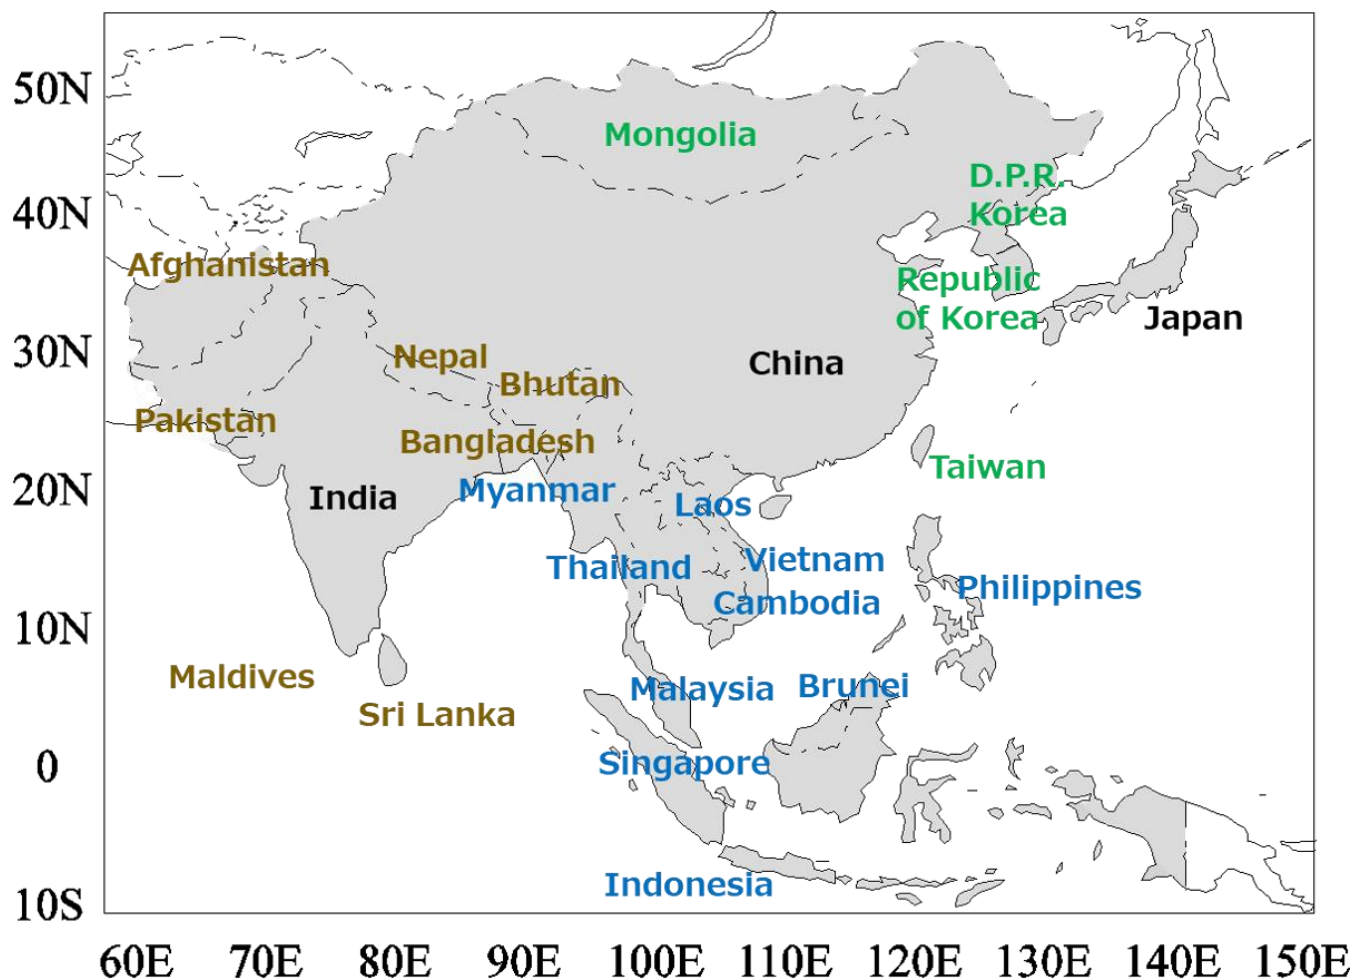 50N
Mongolia
D.P.R.
Korea
40N
Afghanistan
Republic
of Korea
Japan
30N
Nepal
China
Bhutan
Pakistan
Bangladesh
Taiwan
20N
India
Myanmar
Laos
Thailand
Vietnam
Philippines
Cambodia
10N
Maldives
Malaysia
Brunei
Sri Lanka
0
Singapore
Indonesia
10S
60E 70E 80E 90E 100E 110E 120E 130E 140E 150E